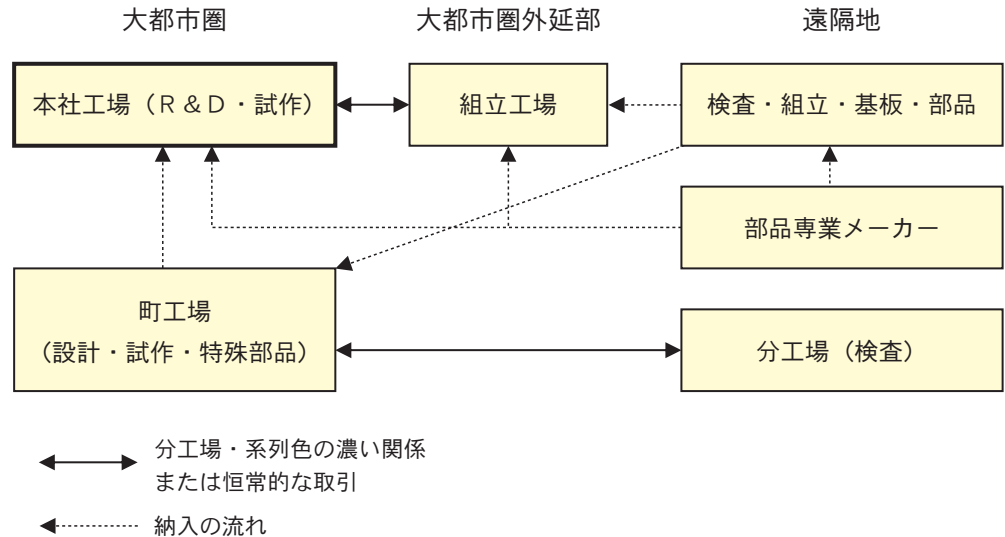 大都市圏
大都市圏外延部
遠隔地
本社工場（Ｒ＆Ｄ・試作）
組立工場
検査・組立・基板・部品
部品専業メーカー
町工場
（設計・試作・特殊部品）
分工場（検査）
分工場・系列色の濃い関係
または恒常的な取引
納入の流れ